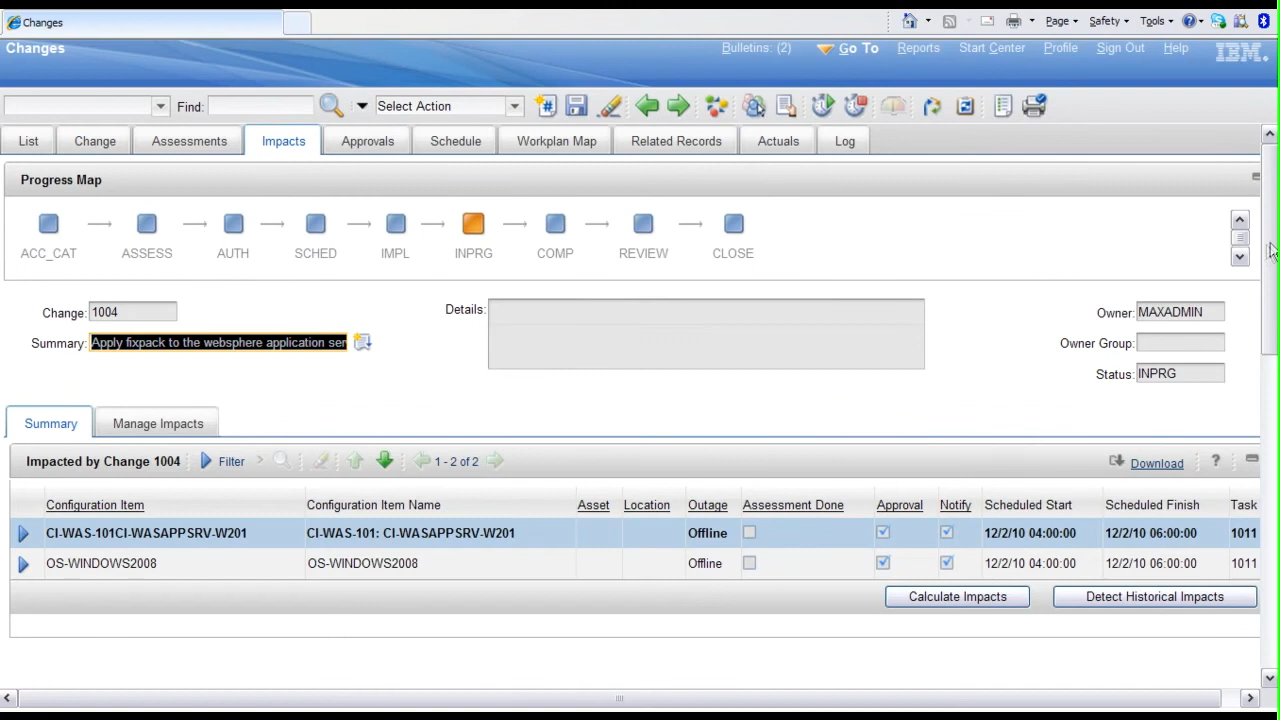 Changes
Page Safety Tools
Changes
Bulletins: (2) Go To Reports Start Center Profile Sign Out Help IBM.
Find: Select Action
List Change Assessments Impacts Approvals Schedule Workplan Map Related Records Actuals Log
Progress Map
ACC_CAT ASSESS AUTH SCHED IMPL INPRG COMP REVIEW CLOSE
Change: 1004 Details: Owner: MAXADMIN
Summary: Apply fixpack to the websphere application ser Owner Group:
Status: INPRG
Summary Manage Impacts
Impacted by Change 1004 Filter 1 - 2 of 2 Download ?
Configuration Item Configuration Item Name Asset Location Outage Assessment Done Approval Notify Scheduled Start Scheduled Finish Task
CI-WAS-101CI-WASAPPSRV-W201 CI-WAS-101: CI-WASAPPSRV-W201 Offline 12/2/10 04:00:00 12/2/10 06:00:00 1011
OS-WINDOWS2008 OS-WINDOWS2008 Offline 12/2/10 04:00:00 12/2/10 06:00:00 1011
Calculate Impacts Detect Historical Impacts